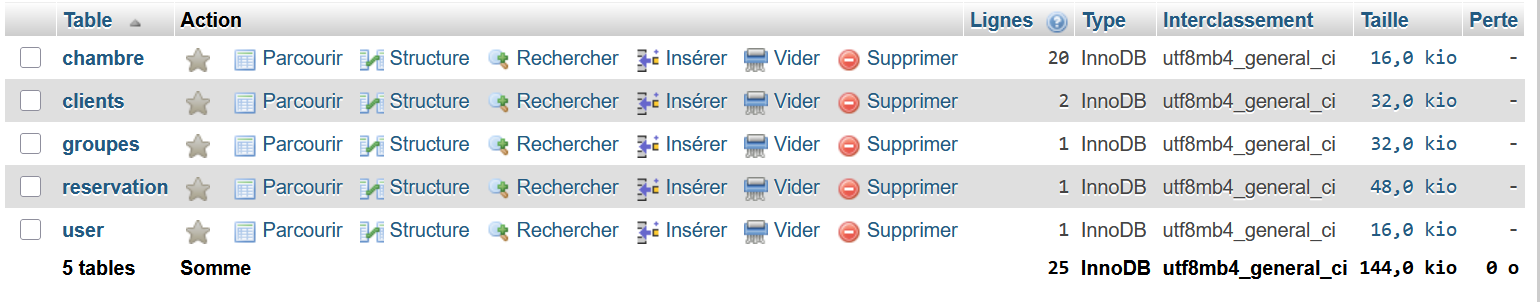 Table Action Lignes Type Interclassement Taille Perte
chambre Parcourir Structure Rechercher Insérer Vider Supprimer 20 InnoDB utf8mb4_general_ci 16,0 kio -
clients Parcourir Structure Rechercher Insérer Vider Supprimer 2 InnoDB utf8mb4_general_ci 32,0 kio -
groupes Parcourir Structure Rechercher Insérer Vider Supprimer 1 InnoDB utf8mb4_general_ci 32,0 kio -
reservation Parcourir Structure Rechercher Insérer Vider Supprimer 1 InnoDB utf8mb4_general_ci 48,0 kio -
user Parcourir Structure Rechercher Insérer Vider Supprimer 1 InnoDB utf8mb4_general_ci 16,0 kio -
5 tables Somme 25 InnoDB utf8mb4_general_ci 144,0 kio 0 o